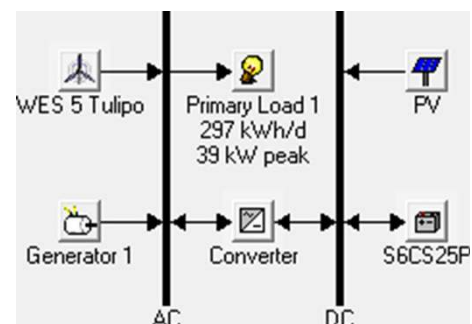 WES 5 Tulipo
Primary Load 1
297 kWh/d
39 kW peak
PV
Generator 1
Converter
S6CS25P
AC
DC